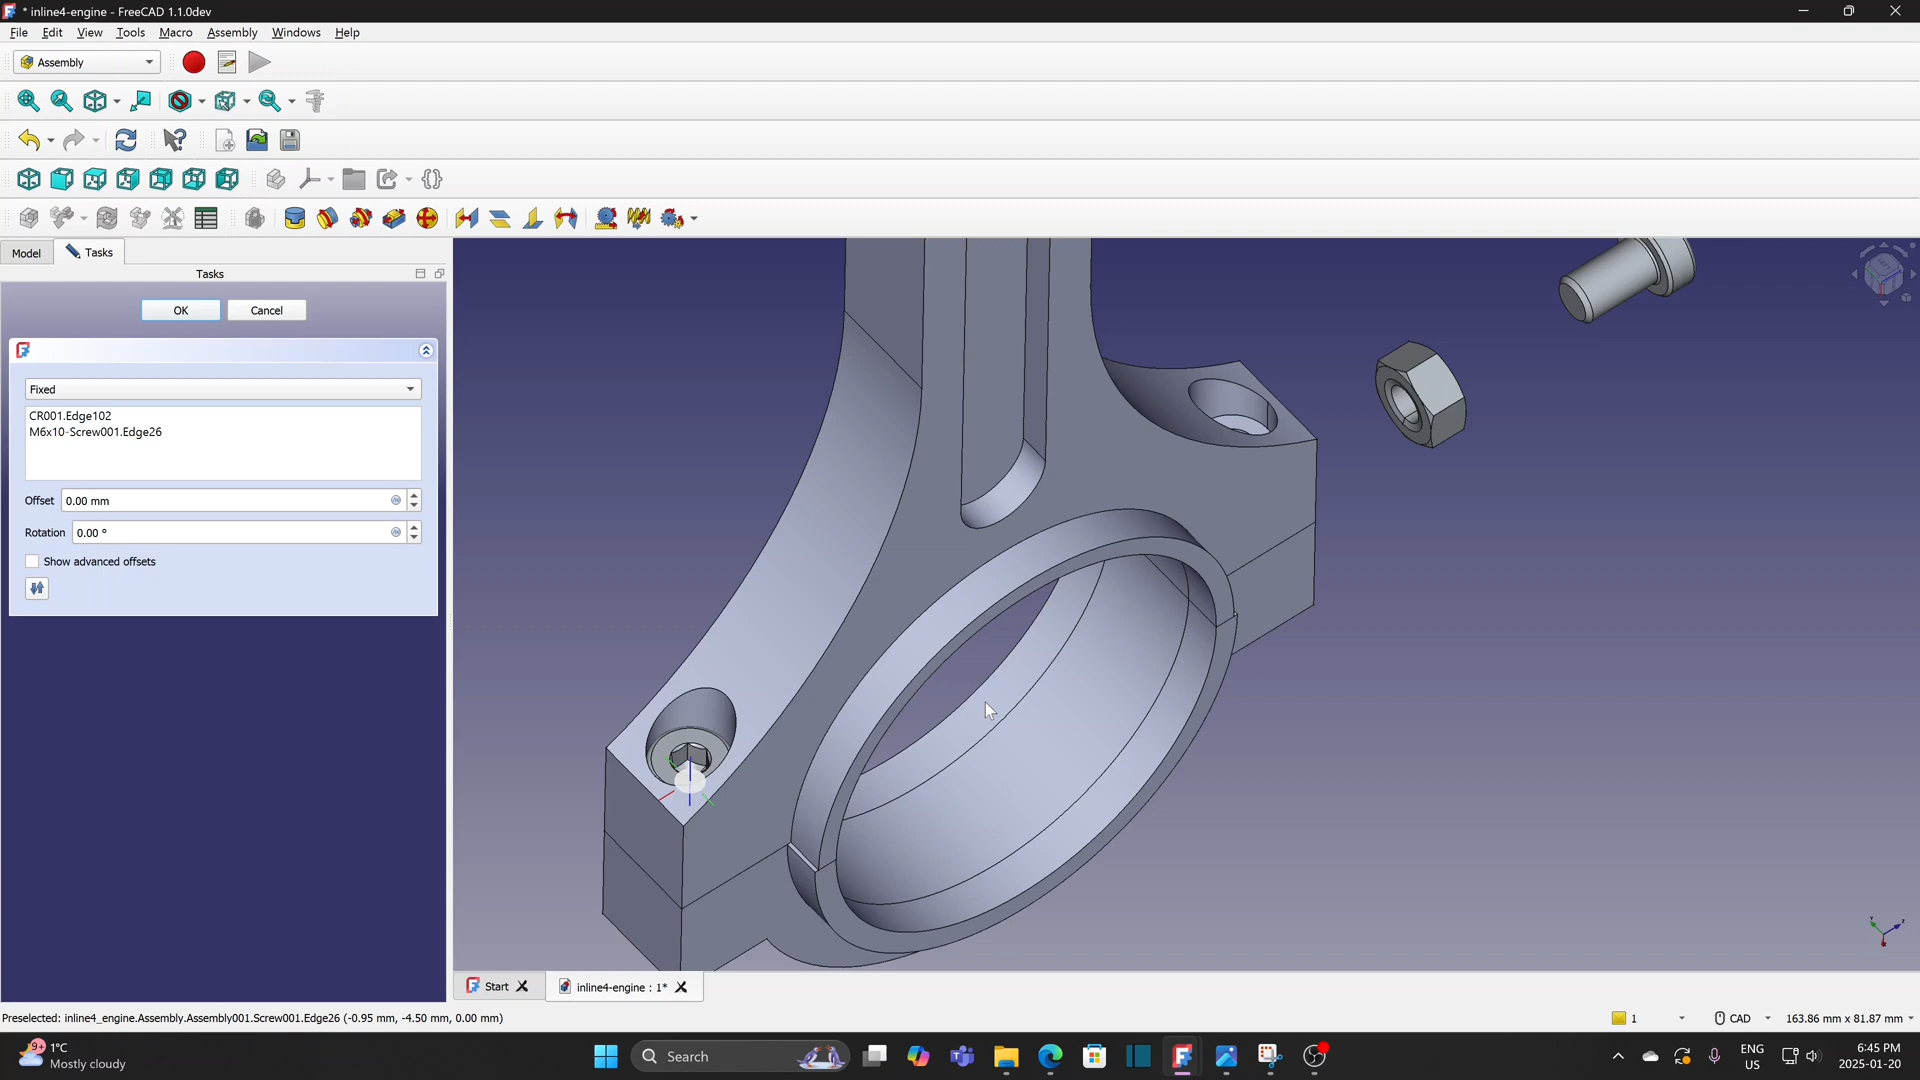 * inline4-engine - FreeCAD 1.1.0dev
File Edit View Tools Macro Assembly Windows Help
Assembly
Model Tasks
Tasks
OK Cancel
Fixed
CR001.Edge102
M6x10-Screw001.Edge26
Offset 0.00 mm
Rotation 0.00 °
Show advanced offsets
Start inline4-engine : 1*
Preselected: inline4_engine.Assembly.Assembly001.Screw001.Edge26 (-0.95 mm, -4.50 mm, 0.00 mm)
1 CAD 163.86 mm x 81.87 mm
9+ 1°C
Mostly cloudy
Search
ENG
US
6:45 PM
2025-01-20